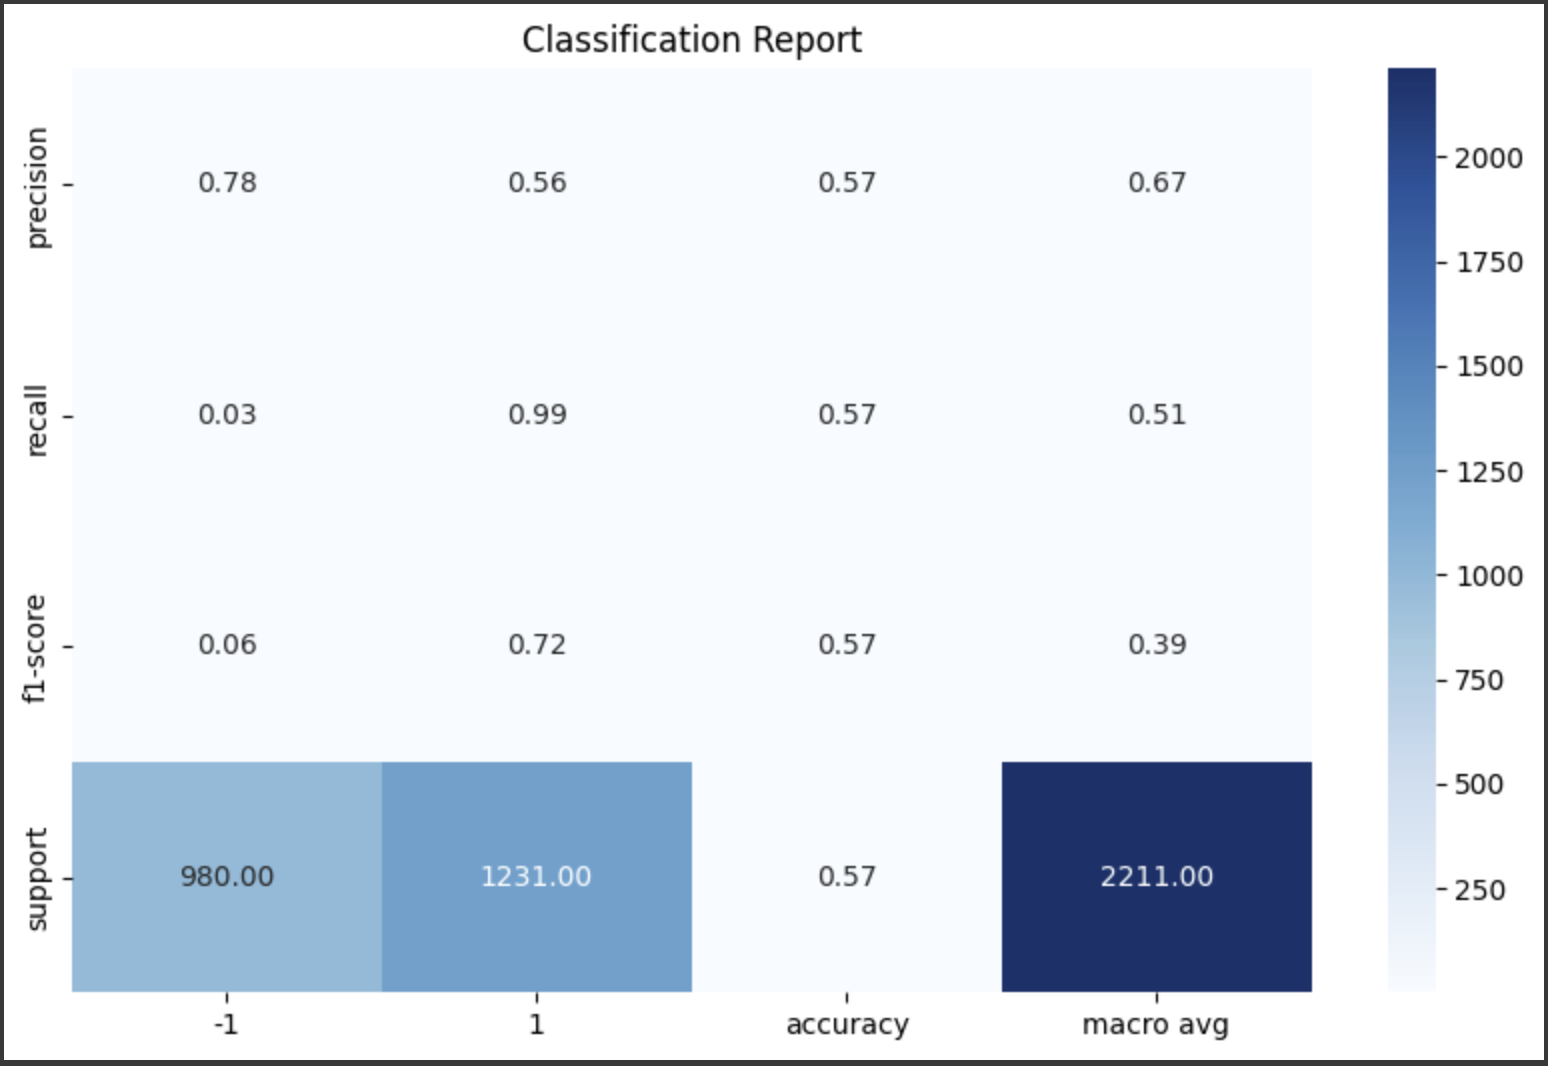 Classification Report
precision
0.78 0.56 0.57 0.67
recall
0.03 0.99 0.57 0.51
f1-score
0.06 0.72 0.57 0.39
support
980.00 1231.00 0.57 2211.00
-1 1 accuracy macro avg
2000
1750
1500
1250
1000
750
500
250